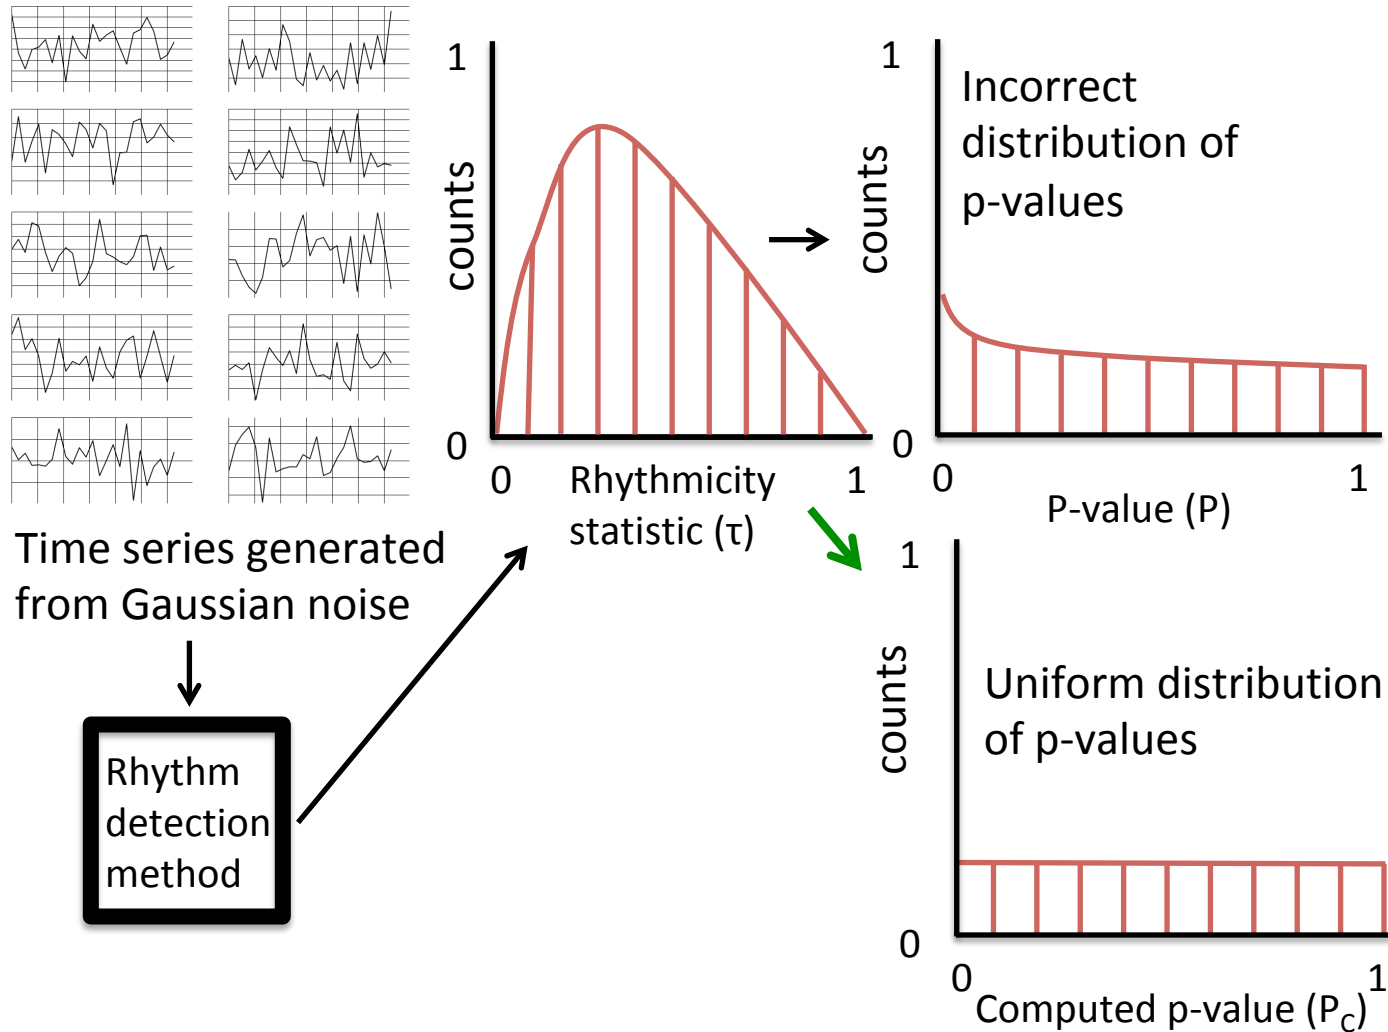 Time series generated
from Gaussian noise
Rhythm
detection
method
1
counts
0
0
1
Rhythmicity
statistic (τ)
1
counts
0
Incorrect
distribution of
p-values
0
1
P-value (P)
1
counts
0
Uniform distribution
of p-values
0
1
Computed p-value (Pc)